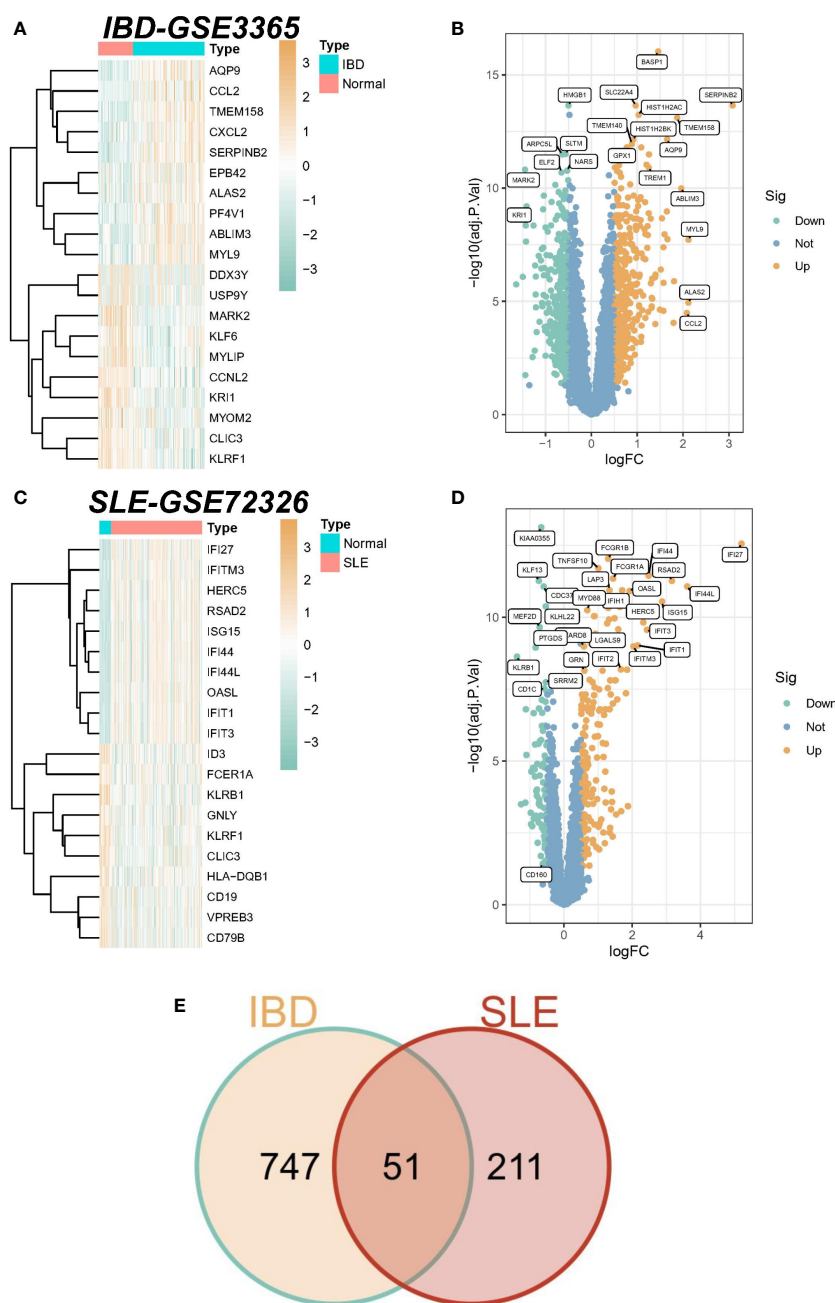 A
IBD-GSE3365
Type
AQP9
CCL2
TMEM158
CXCL2
SERPINB2
EPB42
ALAS2
PF4V1
ABLIM3
MYL9
DDX3Y
USP9Y
MARK2
KLF6
MYLIP
CCNL2
KRI1
MYOM2
CLIC3
KLRF1
3
2
1
0
−1
−2
−3
Type
IBD
Normal
B
BASP1
HMGB1
SLC22A4
SERPINB2
HIST1H2AC
TMEM140
HIST1H2BK
TMEM158
ARPC5L
SLTM
AQP9
GPX1
ELF2
NARS
TREM1
MARK2
ABLIM3
KRI1
MYL9
ALAS2
CCL2
15
10
5
0
−log10(adj.P.Val)
−1
0
1
2
3
logFC
Sig
Down
Not
Up
C
SLE-GSE72326
Type
IFI27
IFITM3
HERC5
RSAD2
ISG15
IFI44
IFI44L
OASL
IFIT1
IFIT3
ID3
FCER1A
KLRB1
GNLY
KLRF1
CLIC3
HLA−DQB1
CD19
VPREB3
CD79B
3
2
1
0
−1
−2
−3
Type
Normal
SLE
D
KIAA0355
FCGR1B
IFI44
IFI27
TNFSF10
FCGR1A
KLF13
RSAD2
LAP3
OASL
IFI44L
CDC37
MYD88
IFIH1
HERC5
ISG15
MEF2D
KLHL22
IFIT3
PTGDS
ARD8
LGALS9
IFIT1
KLRB1
GRN
IFIT2
IFITM3
CD1C
SRRM2
CD160
10
5
0
−log10(adj.P.Val)
0
2
4
logFC
Sig
Down
Not
Up
E
IBD
SLE
747
51
211